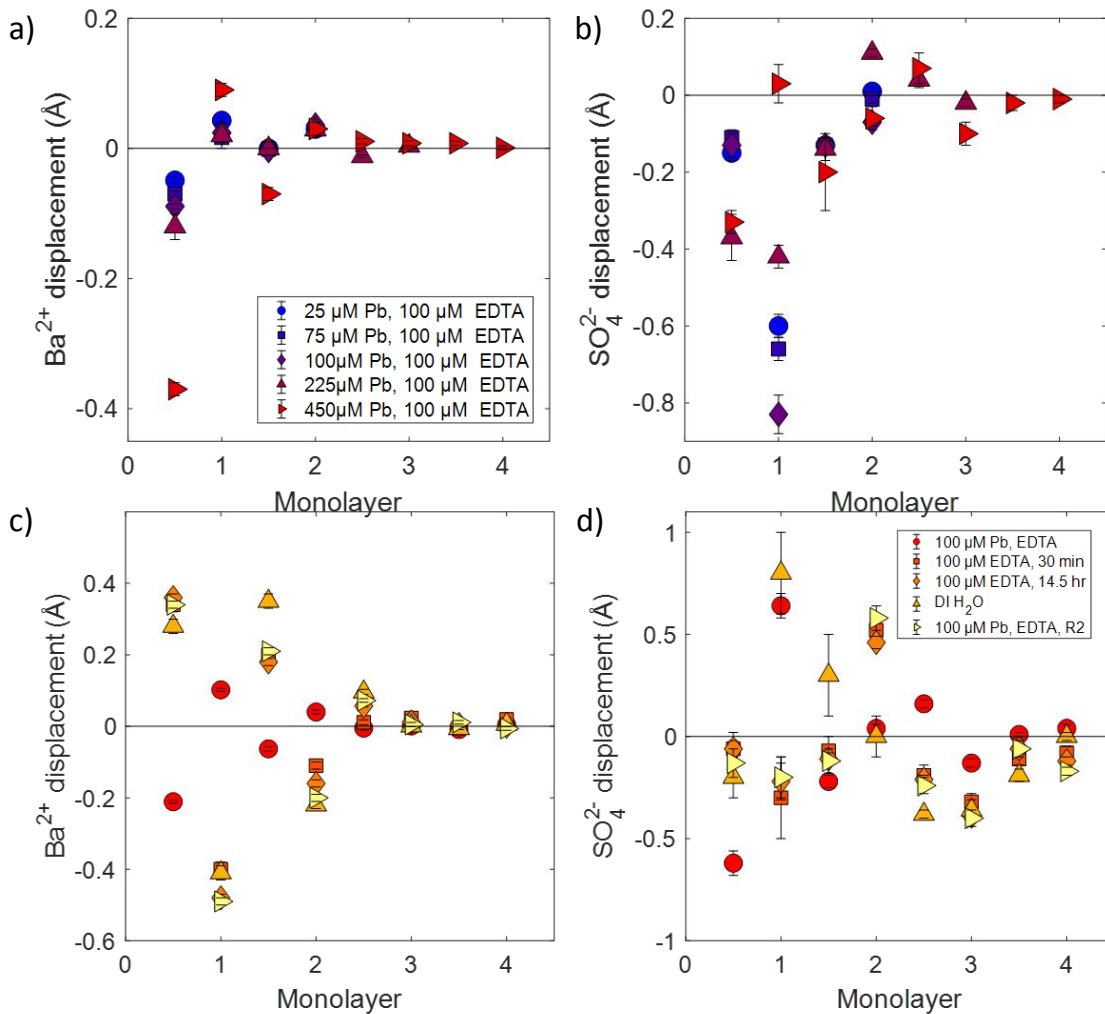 a)
Ba2+ displacement (Å)
0.2
0
-0.2
-0.4
25 µM Pb, 100 µM EDTA
75 µM Pb, 100 µM EDTA
100µM Pb, 100 µM EDTA
225µM Pb, 100 µM EDTA
450µM Pb, 100 µM EDTA
0 1 2 3 4
Monolayer
b)
SO42- displacement (Å)
0.2
0
-0.2
-0.4
-0.6
-0.8
0 1 2 3 4
Monolayer
c)
Ba2+ displacement (Å)
0.4
0.2
0
-0.2
-0.4
-0.6
0 1 2 3 4
Monolayer
d)
SO42- displacement (Å)
1
0.5
0
-0.5
-1
100 µM Pb, EDTA
100 µM EDTA, 30 min
100 µM EDTA, 14.5 hr
DI H2O
100 µM Pb, EDTA, R2
0 1 2 3 4
Monolayer